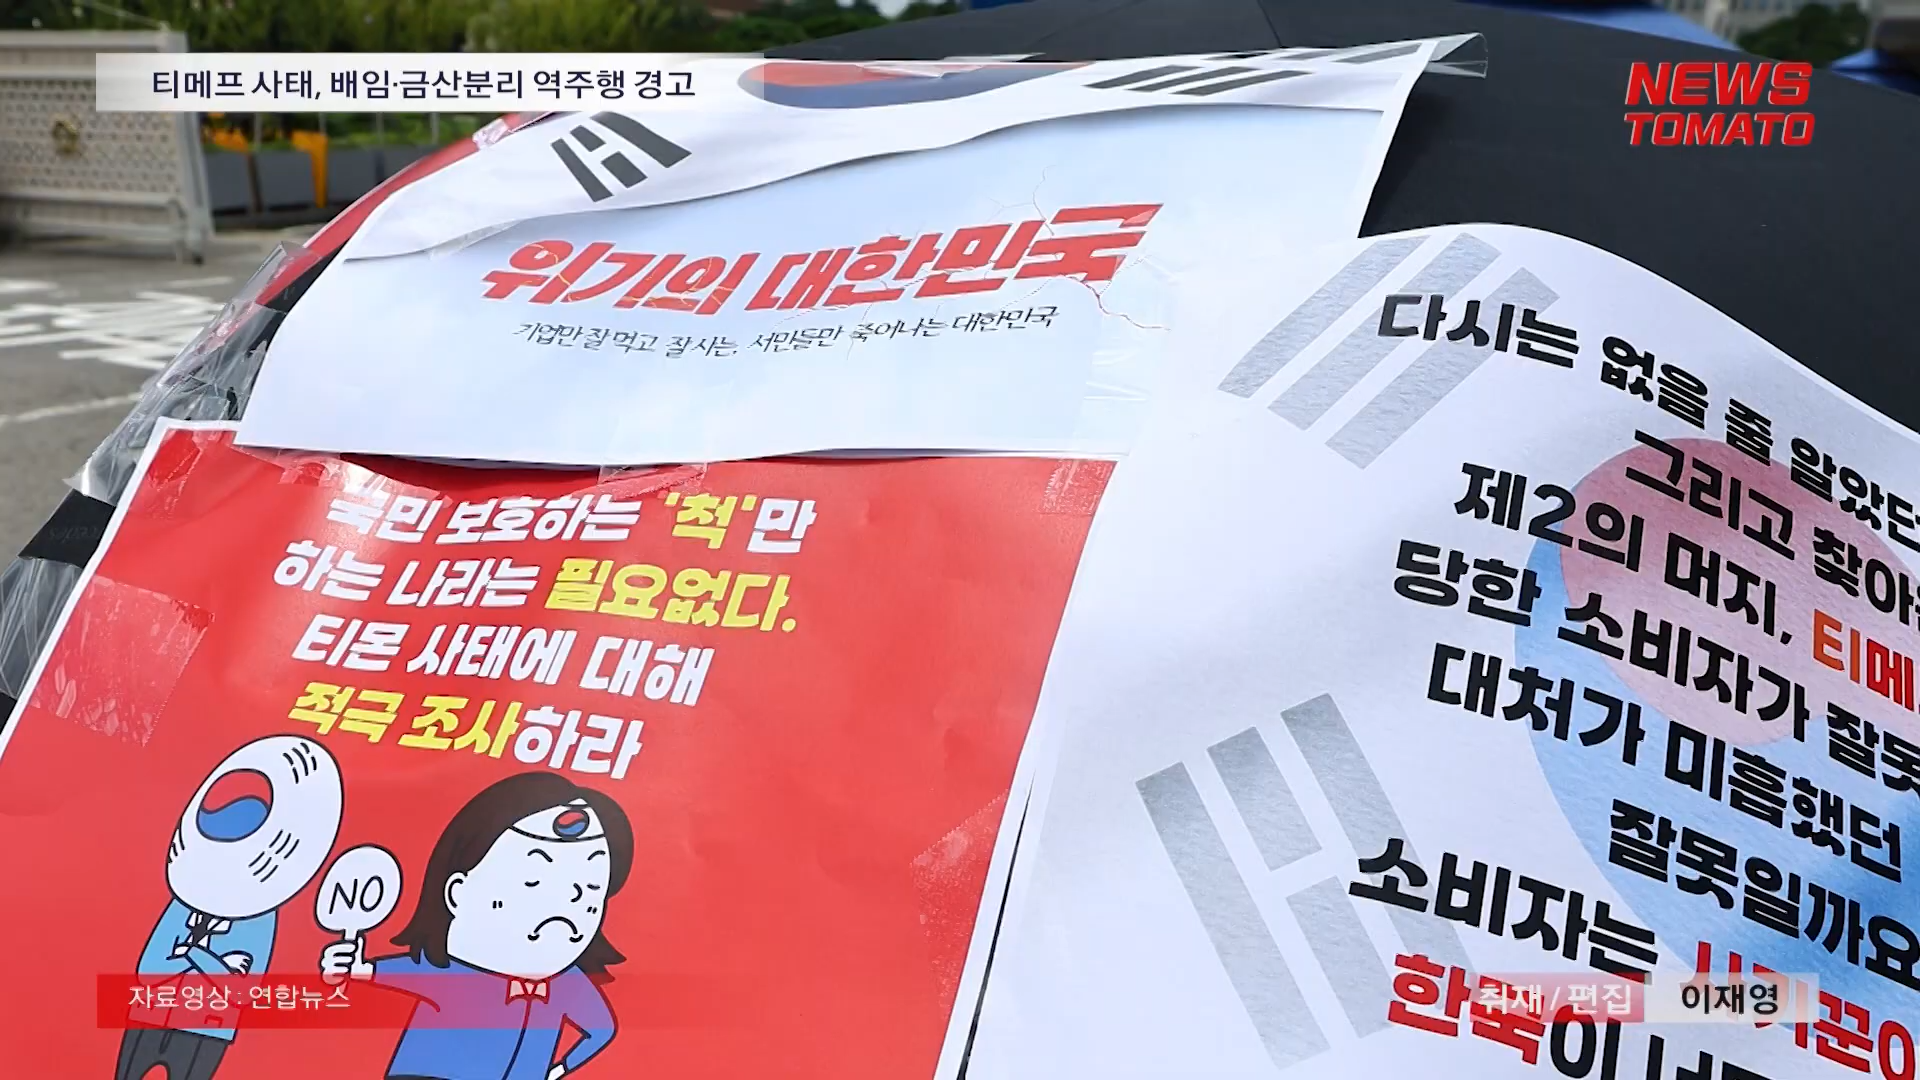 티메프 사태, 배임·금산분리 역주행 경고
NEWS
TOMATO
위기의 대한민국
기업만 잘 먹고 잘 사는, 서민들만 죽어나는 대한민국
국민 보호하는 '척'만
하는 나라는 필요없다.
티몬 사태에 대해
적극 조사하라
NO
다시는 없을 줄 알았던
그리고 찾아
제2의 머지, 티메
당한 소비자가 잘못
대처가 미흡했던
잘못일까요
소비자는
한국이
자료영상 : 연합뉴스
취재 / 편집 이재영